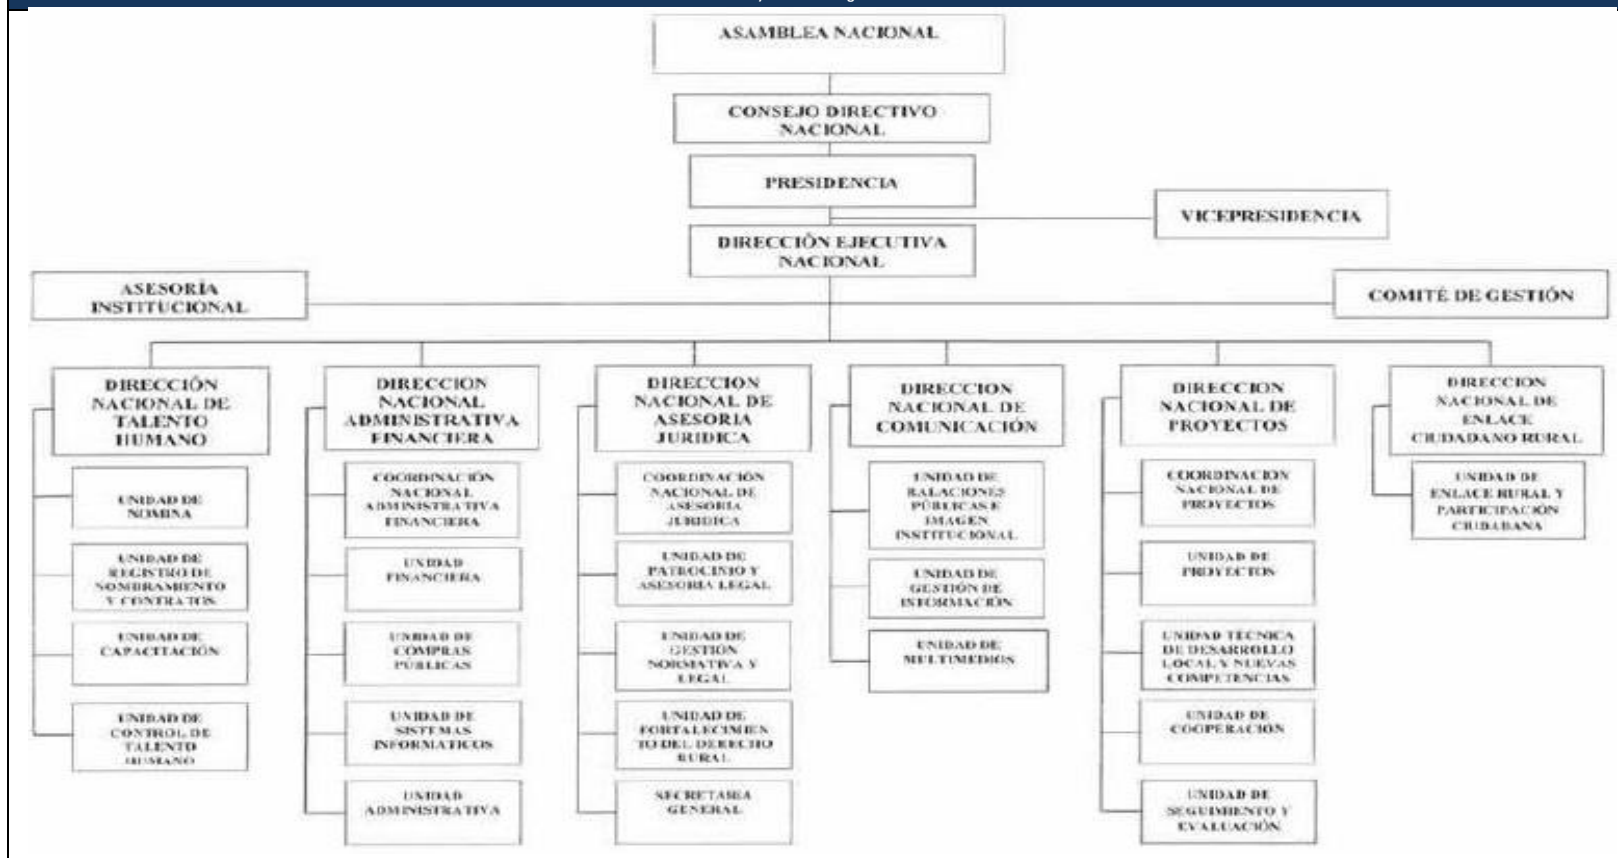 ASAMBLEA NACIONAL
CONSEJO DIRECTIVO
NACIONAL
PRESIDENCIA
VICEPRESIDENCIA
DIRECCIÓN EJECUTIVA
NACIONAL
ASESORÍA
INSTITUCIONAL
COMITÉ DE GESTIÓN
DIRECCIÓN
NACIONAL DE
TALENTO
HUMANO
UNIDAD DE
NOMINA
UNIDAD DE
REGISTRO DE
NOMBRAMIENTO
Y CONTRATOS
UNIDAD DE
CAPACITACIÓN
UNIDAD DE
CONTROL DE
TALENTO
HUMANO
DIRECCION
NACIONAL
ADMINISTRATIVA
FINANCIERA
COORDINACIÓN
NACIONAL
ADMINISTRATIVA
FINANCIERA
UNIDAD
FINANCIERA
UNIDAD DE
COMPRAS
PÚBLICAS
UNIDAD DE
SISTEMAS
INFORMATICOS
UNIDAD
ADMINISTRATIVA
DIRECCION
NACIONAL DE
ASESORIA
JURIDICA
COORDINACIÓN
NACIONAL DE
ASESORIA
JURIDICA
UNIDAD DE
PATROCINIO Y
ASESORIA LEGAL
UNIDAD DE
GESTIÓN
NORMATIVA Y
LEGAL
UNIDAD DE
FORTALECIMIEN
TO DEL DERECHO
RURAL
SECRETARIA
GENERAL
DIRECCION
NACIONAL DE
COMUNICACIÓN
UNIDAD DE
RALACIONES
PÚBLICAS E
IMAGEN
INSTITUCIONAL
UNIDAD DE
GESTIÓN DE
INFORMACIÓN
UNIDAD DE
MULTIMEDIOS
DIRECCION
NACIONAL DE
PROYECTOS
COORDINACION
NACIONAL DE
PROYECTOS
UNIDAD DE
PROYECTOS
UNIDAD TECNICA
DE DESARROLLO
LOCAL Y NUEVAS
COMPETENCIAS
UNIDAD DE
COOPERACIÓN
UNIDAD DE
SEGUIMIENTO Y
EVALUACIÓN
DIRECCION
NACIONAL DE
ENLACE
CIUDADANO RURAL
UNIDAD DE
ENLACE RURAL Y
PARTICIPACIÓN
CIUDADANA